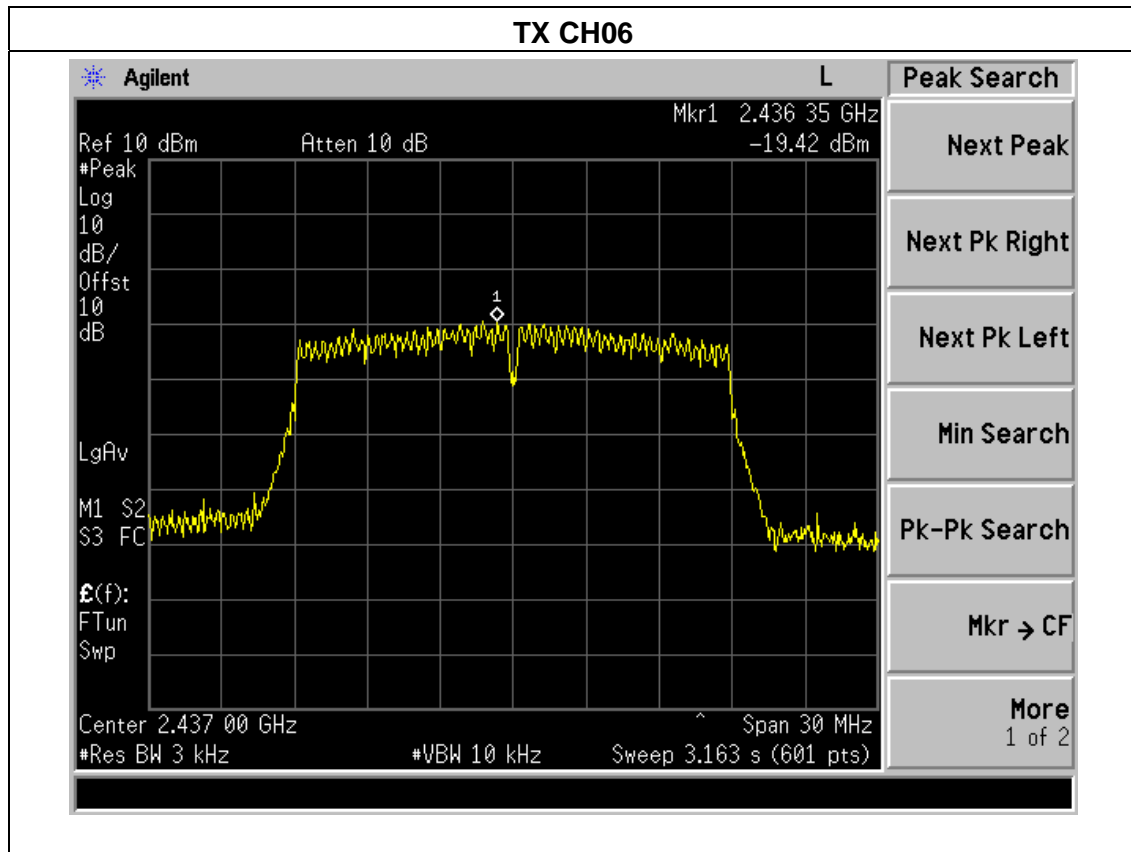 TX CH06
Agilent
L
Peak Search
Mkr1 2.436 35 GHz
Ref 10 dBm Atten 10 dB -19.42 dBm
#Peak
Log
10
dB/
Offst
10
dB
1
LgAv
M1 S2
S3 FC
£(f):
FTun
Swp
Center 2.437 00 GHz ^ Span 30 MHz
#Res BW 3 kHz #VBW 10 kHz Sweep 3.163 s (601 pts)
Next Peak
Next Pk Right
Next Pk Left
Min Search
Pk-Pk Search
Mkr → CF
More
1 of 2